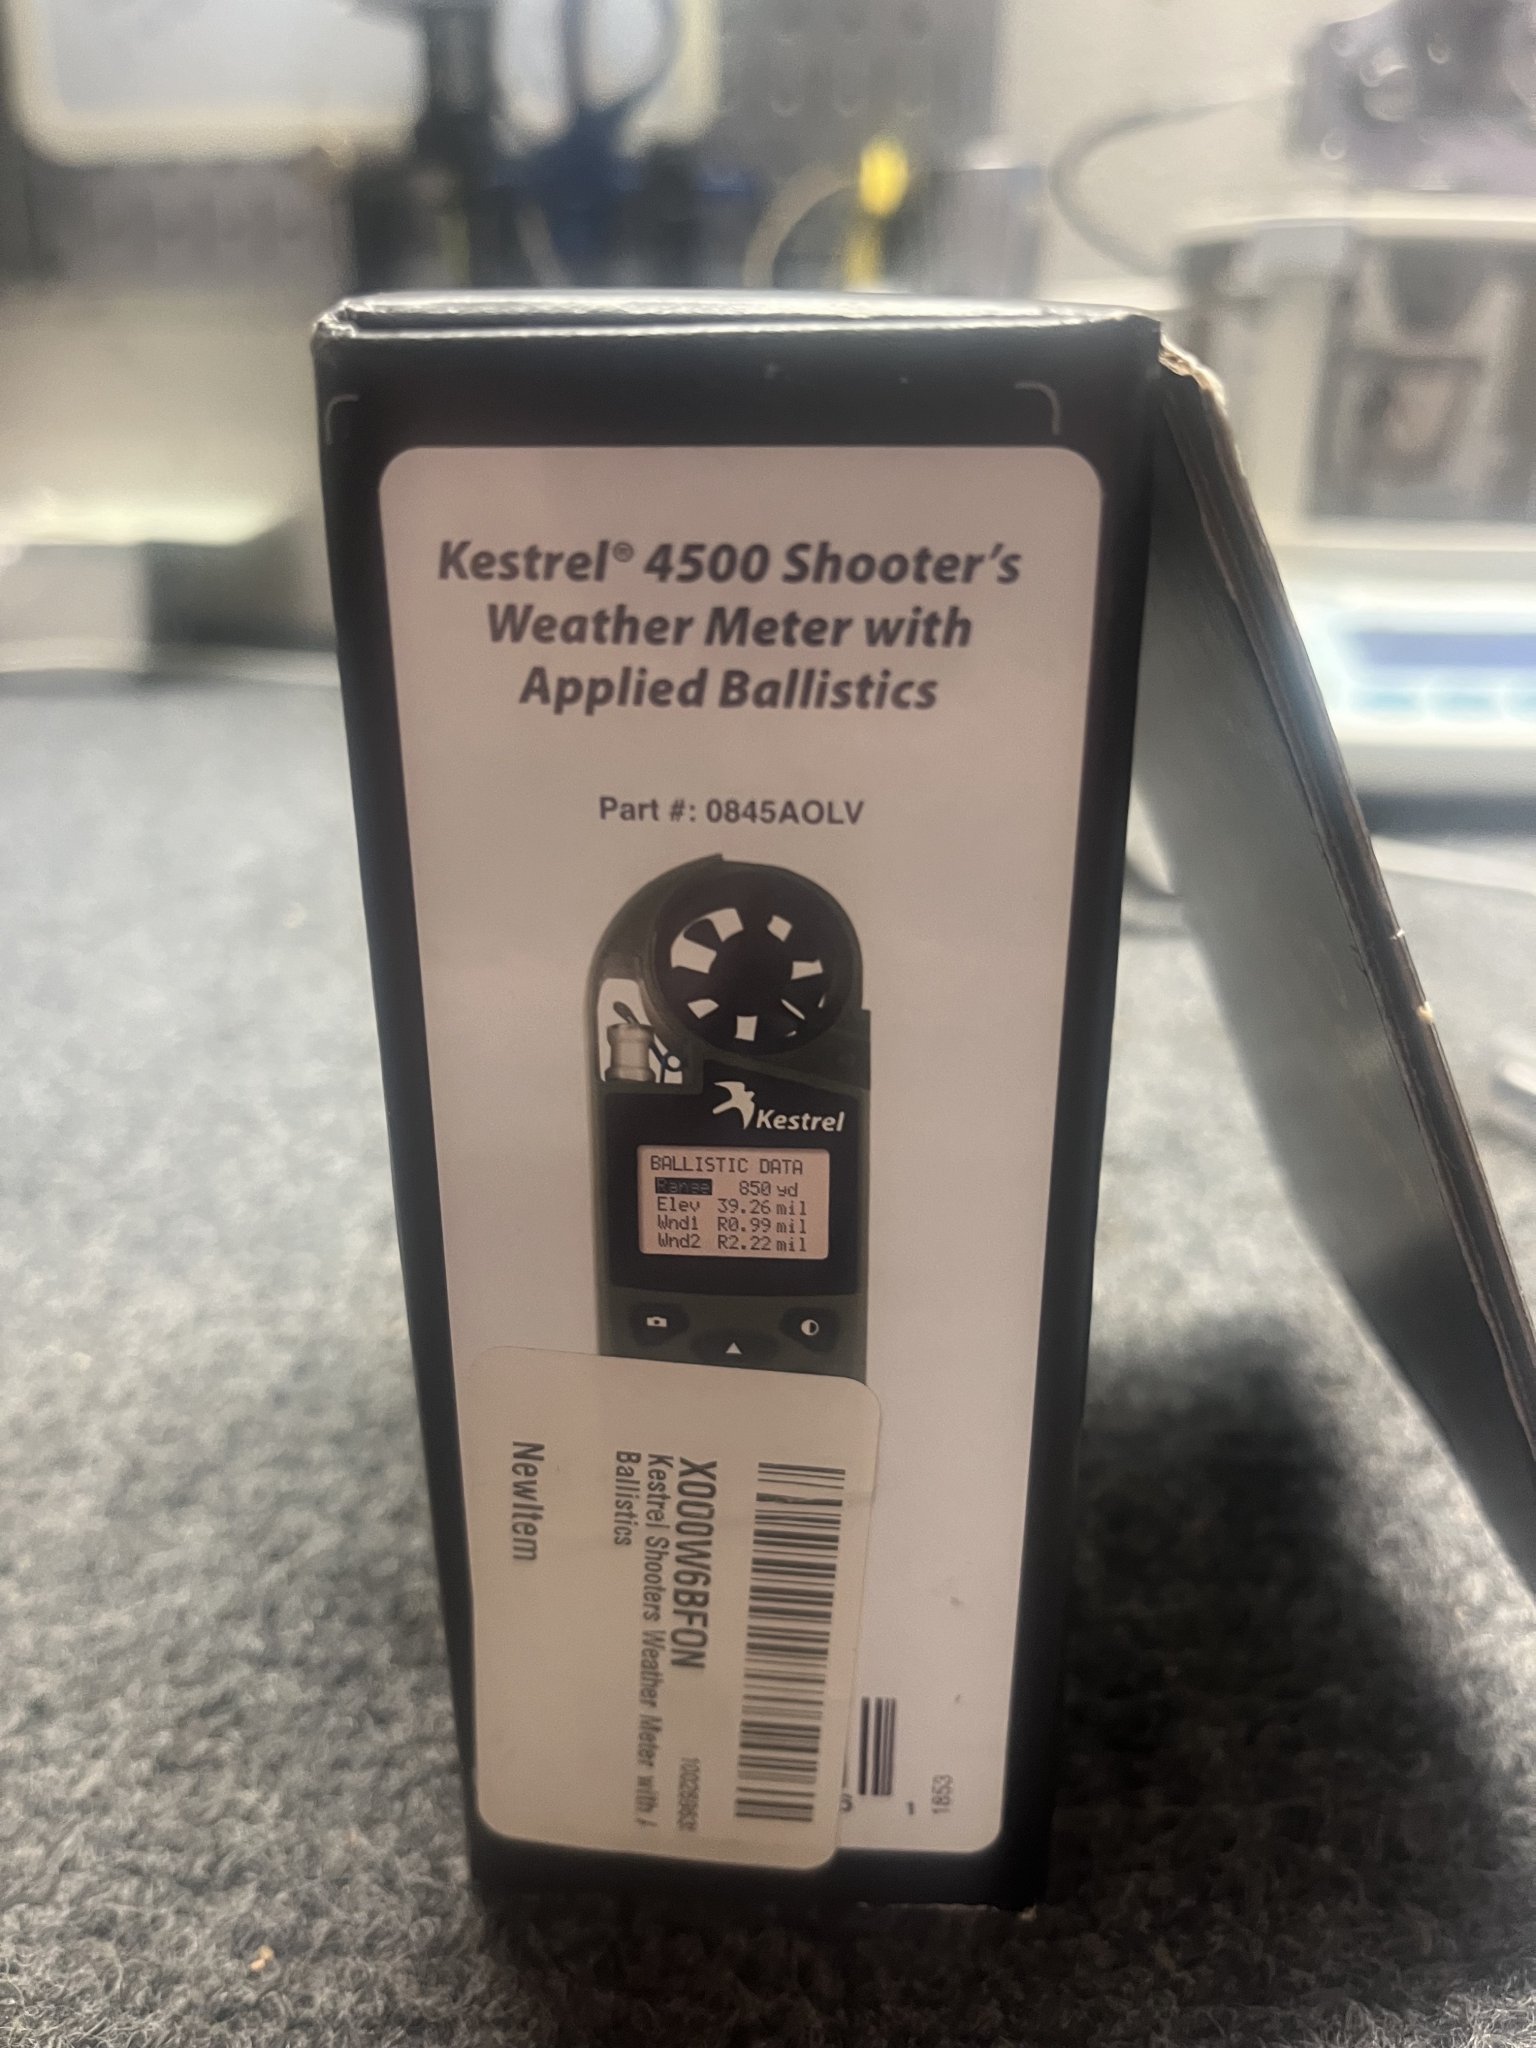 Kestrel® 4500 Shooter's
Weather Meter with
Applied Ballistics
Part #: 0845AOLV
Kestrel
BALLISTIC DATA
Range 850 yd
Elev 39.26 mil
Wnd1 R0.99 mil
Wnd2 R2.22 mil
X000W6BFON
Kestrel Shooters Weather Meter with A
Ballistics
NewItem
1853